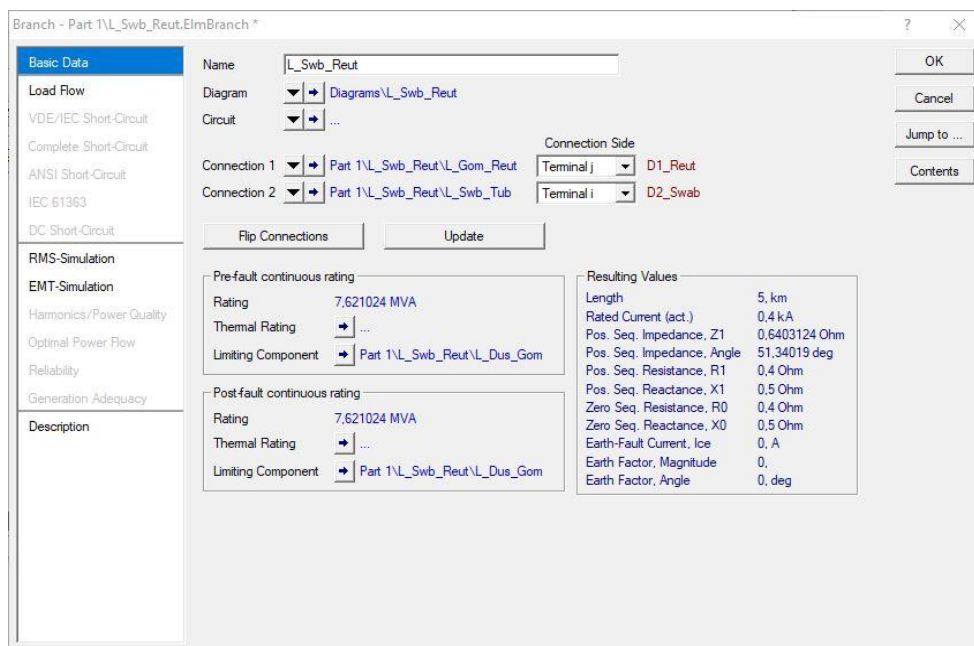 Branch - Part 1\L_Swb_Reut.ElmBranch *
?
Basic Data
Load Flow
VDE/IEC Short-Circuit
Complete Short-Circuit
ANSI Short-Circuit
IEC 61363
DC Short-Circuit
RMS-Simulation
EMT-Simulation
Harmonics/Power Quality
Optimal Power Flow
Reliability
Generation Adequacy
Description
Name L_Swb_Reut
Diagram Diagrams\L_Swb_Reut
Circuit ...
Connection Side
Connection 1 Part 1\L_Swb_Reut\L_Gom_Reut Terminal j D1_Reut
Connection 2 Part 1\L_Swb_Reut\L_Swb_Tub Terminal i D2_Swab
Flip Connections Update
Pre-fault continuous rating
Rating 7,621024 MVA
Thermal Rating ...
Limiting Component Part 1\L_Swb_Reut\L_Dus_Gom
Post-fault continuous rating
Rating 7,621024 MVA
Thermal Rating ...
Limiting Component Part 1\L_Swb_Reut\L_Dus_Gom
Resulting Values
Length 5, km
Rated Current (act.) 0,4 kA
Pos. Seq. Impedance, Z1 0,6403124 Ohm
Pos. Seq. Impedance, Angle 51,34019 deg
Pos. Seq. Resistance, R1 0,4 Ohm
Pos. Seq. Reactance, X1 0,5 Ohm
Zero Seq. Resistance, R0 0,4 Ohm
Zero Seq. Reactance, X0 0,5 Ohm
Earth-Fault Current, Ice 0, A
Earth Factor, Magnitude 0,
Earth Factor, Angle 0, deg
OK
Cancel
Jump to ...
Contents